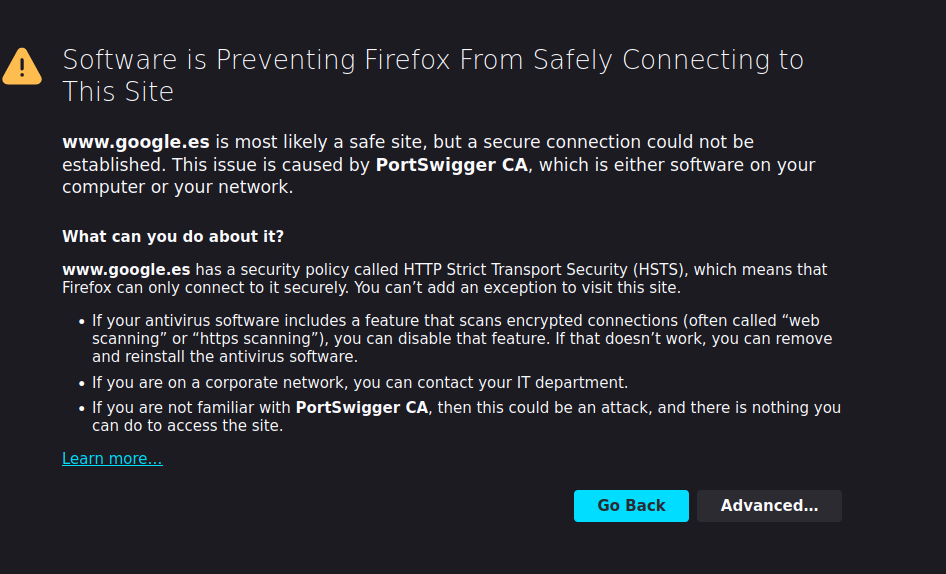 Software is Preventing Firefox From Safely Connecting to
This Site
www.google.es is most likely a safe site, but a secure connection could not be
established. This issue is caused by PortSwigger CA, which is either software on your
computer or your network.
What can you do about it?
www.google.es has a security policy called HTTP Strict Transport Security (HSTS), which means that
Firefox can only connect to it securely. You can’t add an exception to visit this site.
• If your antivirus software includes a feature that scans encrypted connections (often called “web
scanning” or “https scanning”), you can disable that feature. If that doesn’t work, you can remove
and reinstall the antivirus software.
• If you are on a corporate network, you can contact your IT department.
• If you are not familiar with PortSwigger CA, then this could be an attack, and there is nothing you
can do to access the site.
Learn more…
Go Back
Advanced…